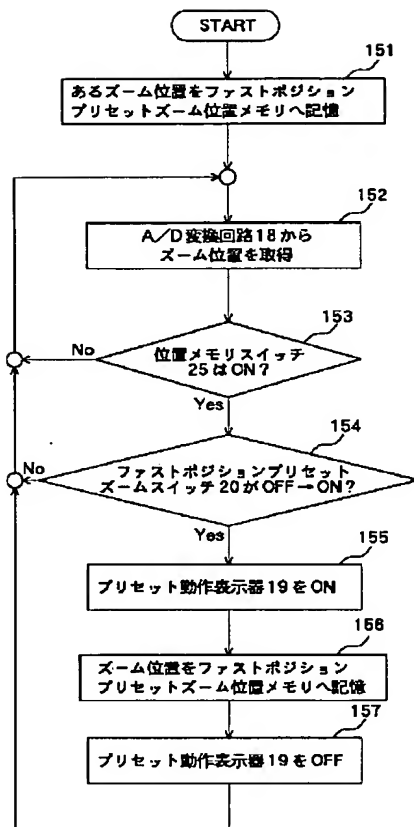 START
151
あるズーム位置をファストポジション
プリセットズーム位置メモリへ記憶
152
A/D変換回路18から
ズーム位置を取得
153
No
位置メモリスイッチ
25はON?
Yes
154
No
ファストポジションプリセット
ズームスイッチ20がOFF→ON?
Yes
155
プリセット動作表示器19をON
156
ズーム位置をファストポジション
プリセットズーム位置メモリへ記憶
157
プリセット動作表示器19をOFF